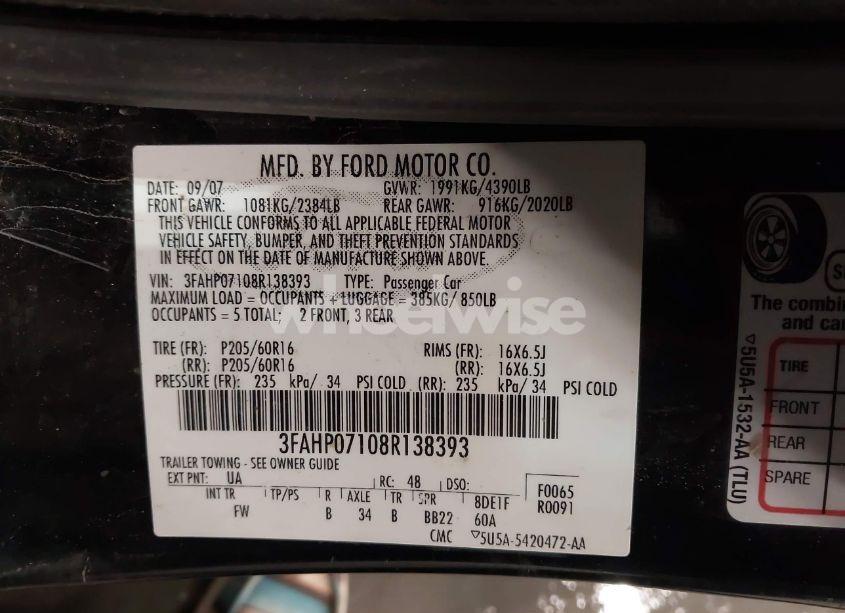 MFD. BY FORD MOTOR CO.
DATE: 09/07 GVWR: 1991KG/4390LB
FRONT GAWR: 1081KG/2384LB REAR GAWR: 916KG/2020LB
THIS VEHICLE CONFORMS TO ALL APPLICABLE FEDERAL MOTOR
VEHICLE SAFETY, BUMPER, AND THEFT PREVENTION STANDARDS
IN EFFECT ON THE DATE OF MANUFACTURE SHOWN ABOVE.
VIN: 3FAHP07108R138393 TYPE: Passenger Car
MAXIMUM LOAD = OCCUPANTS + LUGGAGE = 385KG/ 850LB
OCCUPANTS = 5 TOTAL; 2 FRONT, 3 REAR
wheelwise
TIRE (FR): P205/60R16 RIMS (FR): 16X6.5J
(RR): P205/60R16 (RR): 16X6.5J
PRESSURE (FR): 235 kPa/ 34 PSI COLD (RR): 235 kPa/ 34 PSI COLD
3FAHP07108R138393
TRAILER TOWING - SEE OWNER GUIDE
EXT PNT: UA RC: 48 DSO: F0065
INT TR TP/PS R AXLE TR SPR 8DE1F R0091
FW B 34 B BB22 60A
CMC ▽5U5A-5420472-AA
The combin
and car
TIRE
FRONT
REAR
SPARE
▽5U5A-1532-AA (TLU)